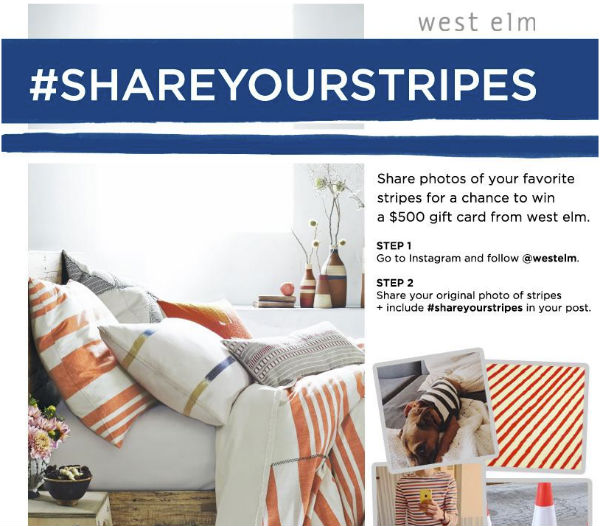 west elm
#SHAREYOURSTRIPES
Share photos of your favorite
stripes for a chance to win
a $500 gift card from west elm.
STEP 1
Go to Instagram and follow @westelm.
STEP 2
Share your original photo of stripes
+ include #shareyourstripes in your post.